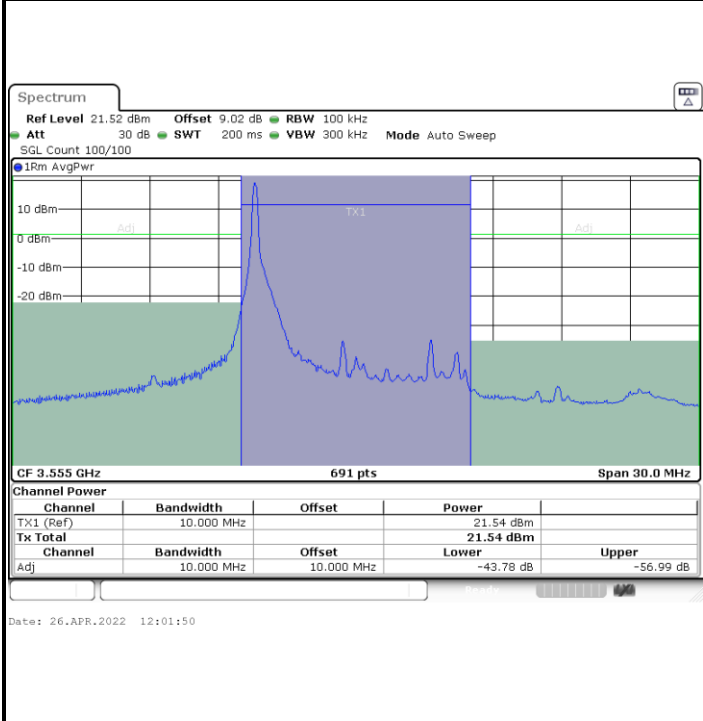 Spectrum
Ref Level 21.52 dBm Offset 9.02 dB RBW 100 kHz
Att 30 dB SWT 200 ms VBW 300 kHz Mode Auto Sweep
SGL Count 100/100
1Rm AvgPwr
10 dBm
TX1
Adj
Adj
0 dBm
-10 dBm
-20 dBm
CF 3.555 GHz 691 pts Span 30.0 MHz
Channel Power
Channel Bandwidth Offset Power
TX1 (Ref) 10.000 MHz 21.54 dBm
Tx Total 21.54 dBm
Channel Bandwidth Offset Lower Upper
Adj 10.000 MHz 10.000 MHz -43.78 dB -56.99 dB
Ready
Date: 26.APR.2022 12:01:50